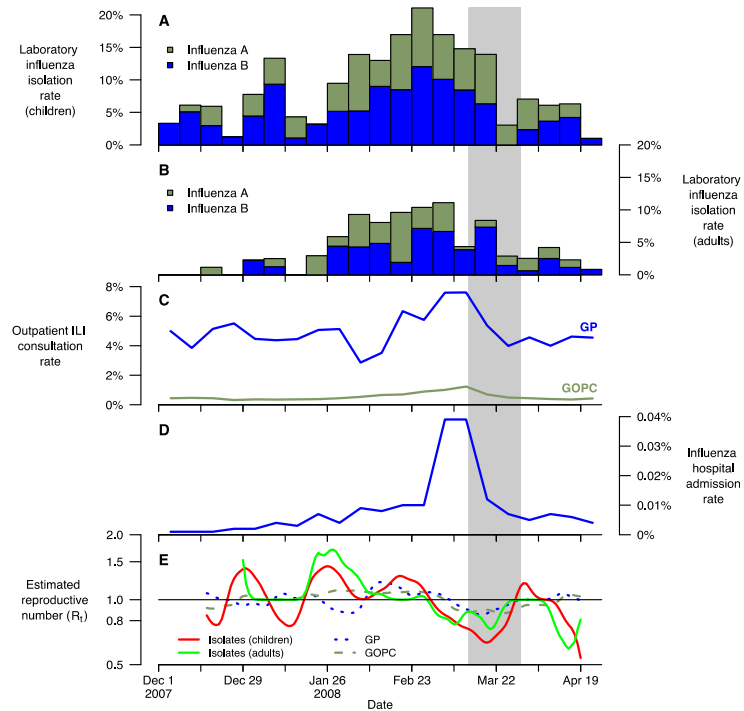 A
Laboratory
influenza
isolation
rate
(children)
20%
15%
10%
5%
0%
Influenza A
Influenza B
B
Influenza A
Influenza B
20%
15%
10%
5%
0%
Laboratory
influenza
isolation
rate
(adults)
C
Outpatient ILI
consultation
rate
8%
6%
4%
2%
0%
GP
GOPC
D
0.04%
0.03%
0.02%
0.01%
0%
Influenza
hospital
admission
rate
E
Estimated
reproductive
number (Rt)
2.0
1.5
1.0
0.8
0.5
Isolates (children)
Isolates (adults)
GP
GOPC
Dec 1 Dec 29 Jan 26 Feb 23 Mar 22 Apr 19
2007 2008
Date